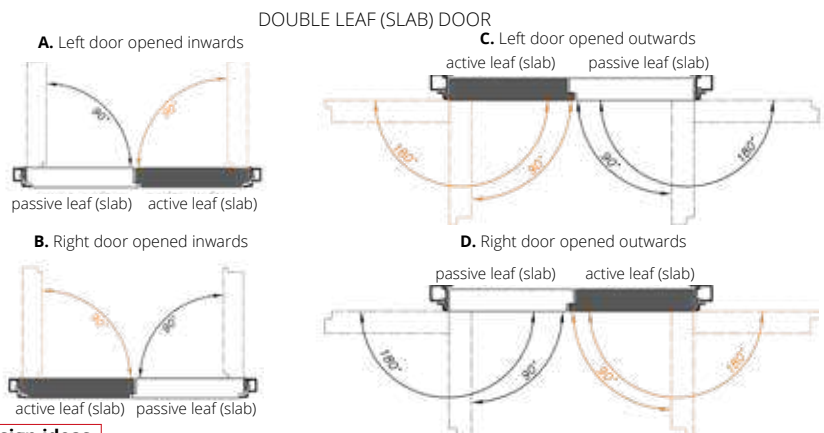 DOUBLE LEAF (SLAB) DOOR
A. Left door opened inwards
90°
90°
passive leaf (slab) active leaf (slab)
B. Right door opened inwards
90°
90°
active leaf (slab) passive leaf (slab)
C. Left door opened outwards
active leaf (slab) passive leaf (slab)
180°
90°
90°
180°
D. Right door opened outwards
passive leaf (slab) active leaf (slab)
180°
90°
90°
180°
ideas